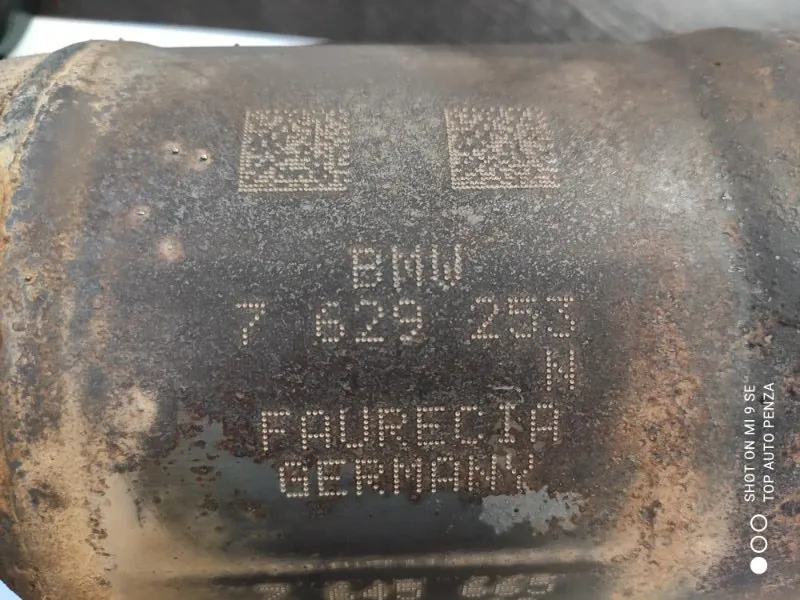 BMW
7 629 253
N
FAURECIA
GERMANY
SHOT ON MI 9 SE
TOP AUTO PENZA